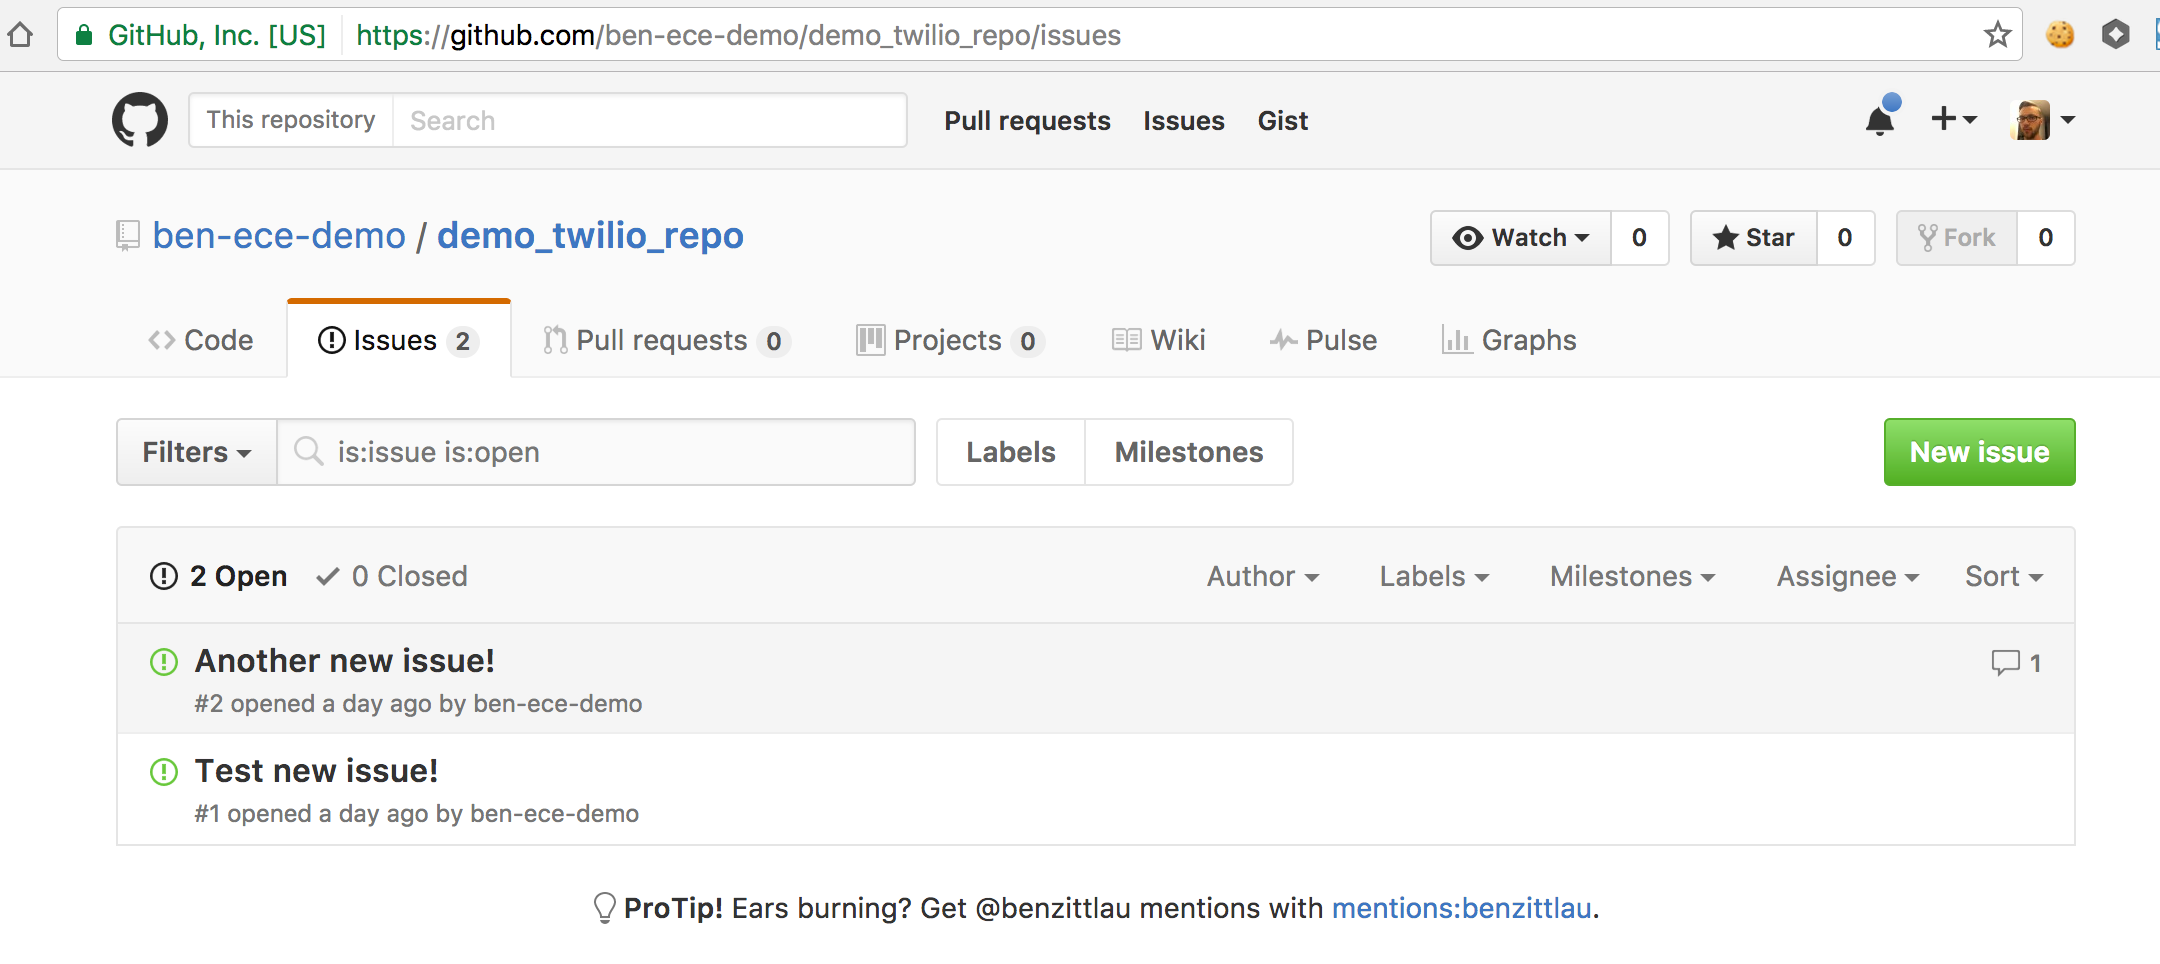 GitHub, Inc. [US] https://github.com/ben-ece-demo/demo_twilio_repo/issues
This repository Search Pull requests Issues Gist
ben-ece-demo / demo_twilio_repo Watch 0 Star 0 Fork 0
Code Issues 2 Pull requests 0 Projects 0 Wiki Pulse Graphs
Filters is:issue is:open Labels Milestones New issue
2 Open 0 Closed Author Labels Milestones Assignee Sort
Another new issue! 1
#2 opened a day ago by ben-ece-demo
Test new issue!
#1 opened a day ago by ben-ece-demo
ProTip! Ears burning? Get @benzittlau mentions with mentions:benzittlau.